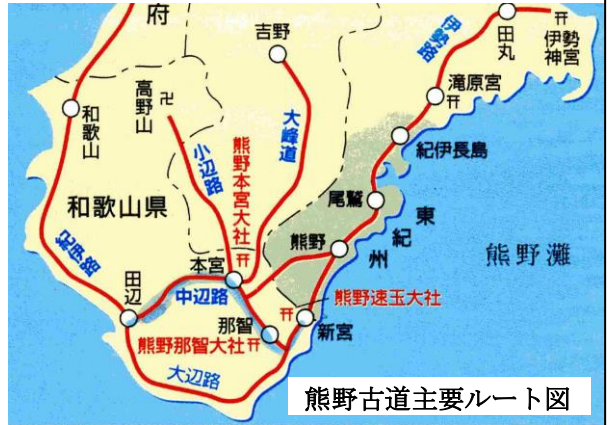 府
吉野
高野山
卍
和歌山
和歌山県
小辺路
熊野本宮大社
大峰道
伊勢路
田丸
伊勢神宮
滝原宮
紀伊長島
尾鷲
東紀州
熊野灘
熊野
紀伊路
田辺
本宮
中辺路
那智
熊野那智大社
熊野速玉大社
新宮
大辺路
熊野古道主要ルート図